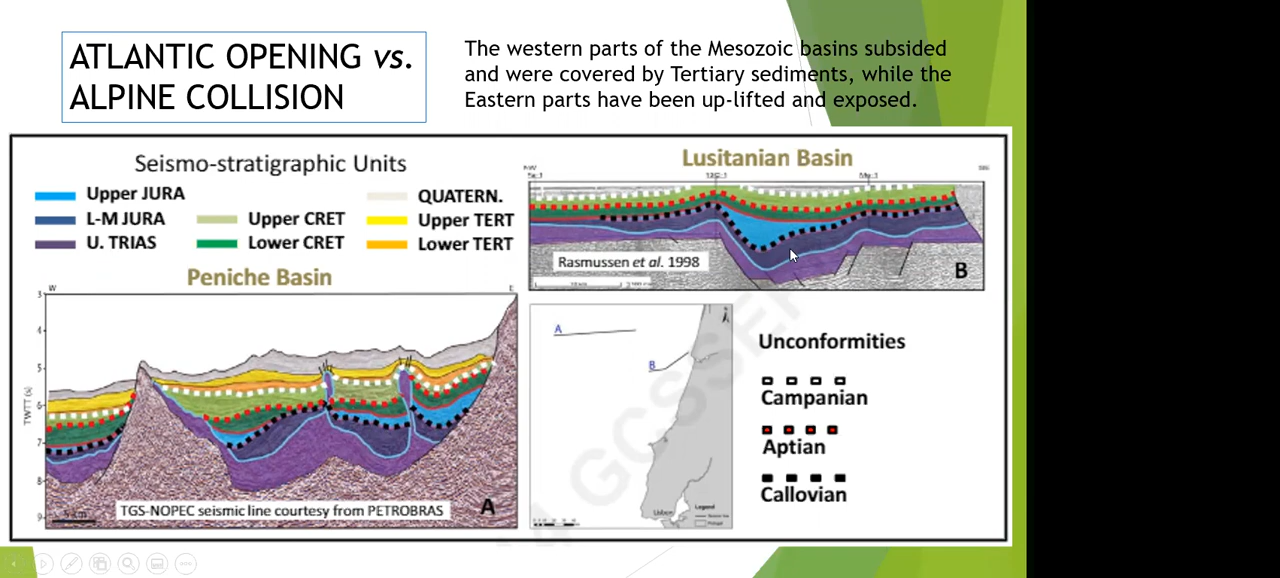 ATLANTIC OPENING vs.
ALPINE COLLISION
The western parts of the Mesozoic basins subsided
and were covered by Tertiary sediments, while the
Eastern parts have been up-lifted and exposed.
Seismo-stratigraphic Units
Upper JURA
L-M JURA
U. TRIAS
Upper CRET
Lower CRET
QUATERN.
Upper TERT
Lower TERT
Peniche Basin
W
E
3
4
5
6
7
8
9
TWTT (s)
5 km
TGS-NOPEC seismic line courtesy from PETROBRAS
A
Lusitanian Basin
NW
Rasmussen et al. 1998
B
A
B
Lisbon
Legend
Unconformities
Campanian
Aptian
Callovian